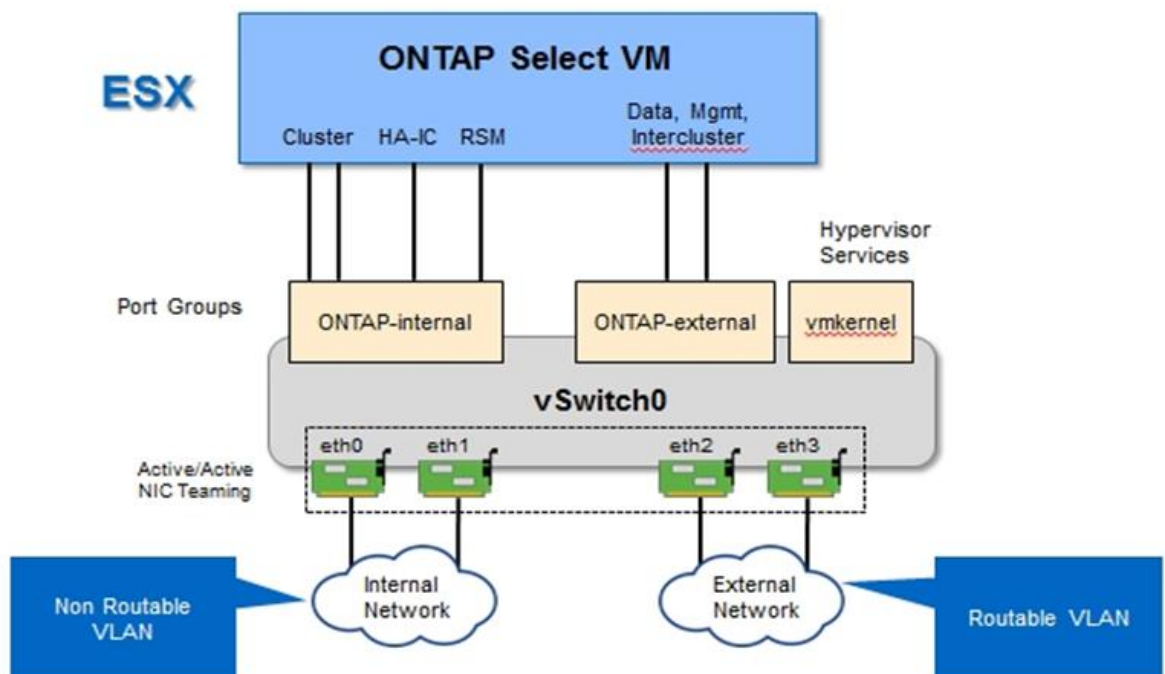 ONTAP Select VM
ESX
Data, Mgmt,
Cluster HA-IC RSM Intercluster
Hypervisor
Services
Port Groups
ONTAP-internal ONTAP-external vmkernel
vSwitch0
eth0 eth1 eth2 eth3
Active/Active
NIC Teaming
Internal
Network
External
Network
Non Routable
VLAN
Routable VLAN